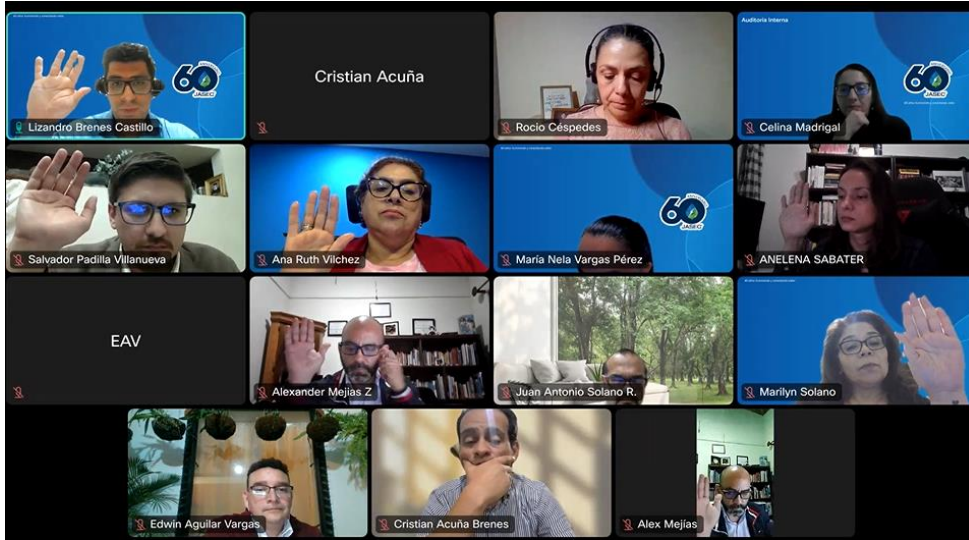 60
JASEC
Lizandro Brenes Castillo
Cristian Acuña
Rocio Céspedes
Auditoría Interna
60
JASEC
Celina Madrigal
Salvador Padilla Villanueva
Ana Ruth Vilchez
60
JASEC
María Nela Vargas Pérez
ANELENA SABATER
EAV
Alexander Mejias Z
Juan Antonio Solano R.
Marilyn Solano
Edwin Aguilar Vargas
Cristian Acuña Brenes
Alex Mejías